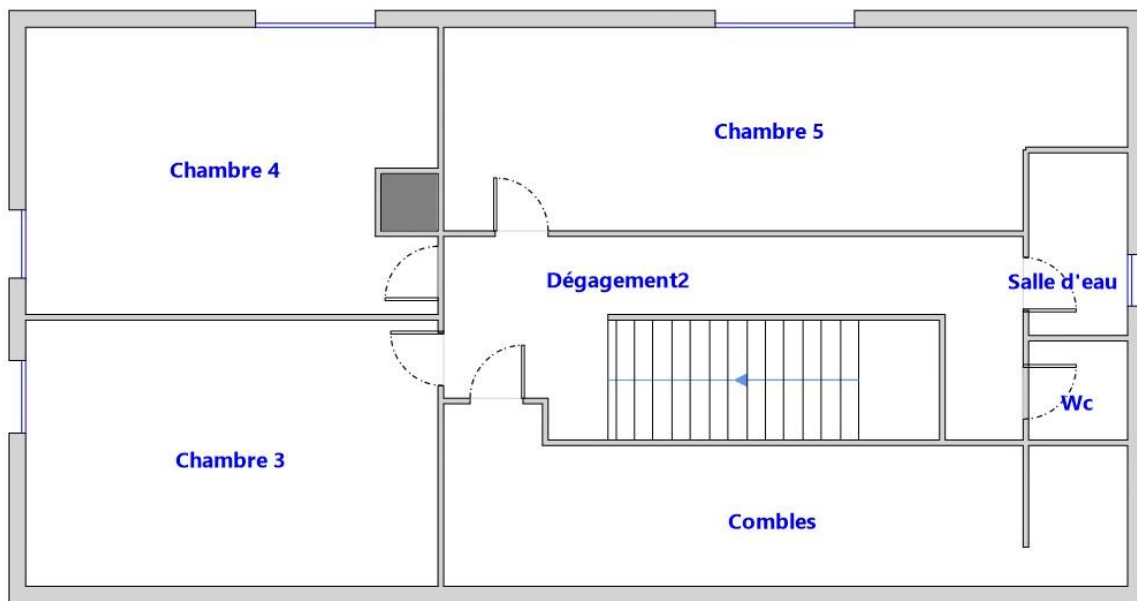 Chambre 5
Chambre 4
Dégagement2
Salle d'eau
Wc
Chambre 3
Combles